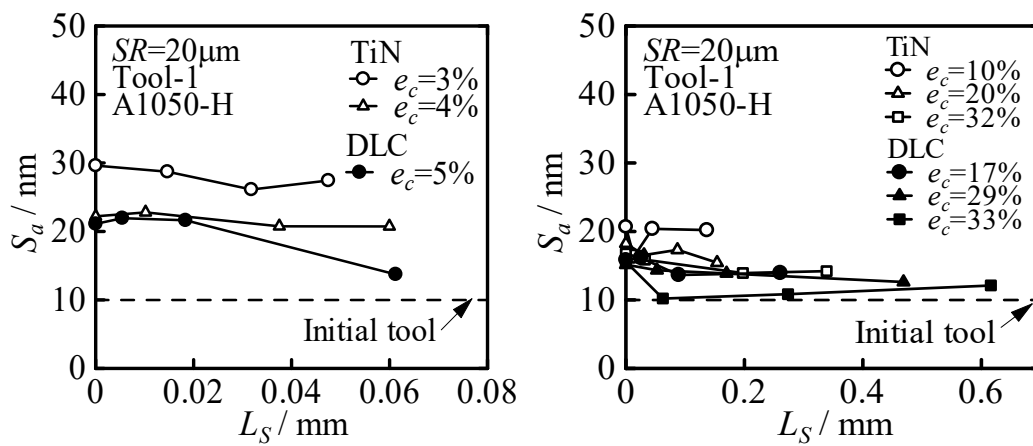 50
40
30
20
10
0
S_a / nm
SR=20μm
Tool-1
A1050-H
TiN
e_c=3%
e_c=4%
DLC
e_c=5%
Initial tool
0
0.02
0.04
0.06
0.08
L_S / mm
50
40
30
20
10
0
S_a / nm
SR=20μm
Tool-1
A1050-H
TiN
e_c=10%
e_c=20%
e_c=32%
DLC
e_c=17%
e_c=29%
e_c=33%
Initial tool
0
0.2
0.4
0.6
L_S / mm